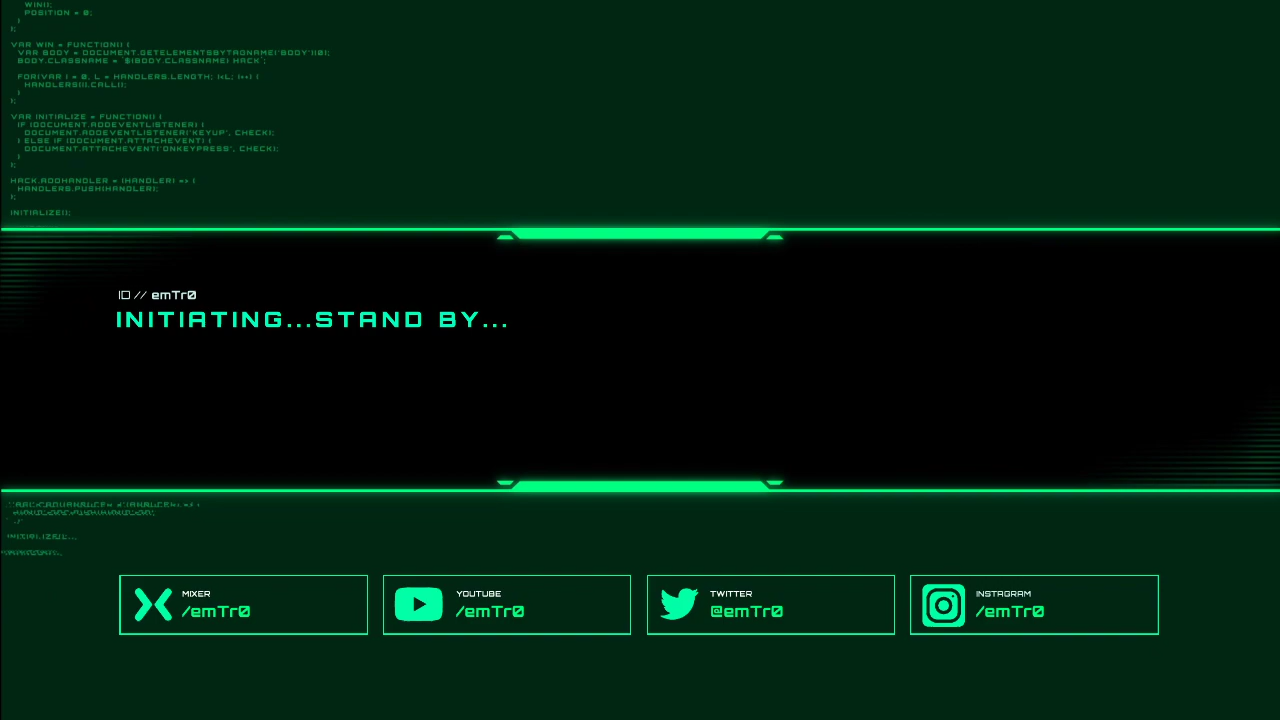 WIN();
POSITION = 0;
}
};
VAR WIN = FUNCTION() {
VAR BODY = DOCUMENT.GETELEMENTSBYTAGNAME('BODY')[0];
BODY.CLASSNAME = `${BODY.CLASSNAME} HACK`;
FOR(VAR I = 0, L = HANDLERS.LENGTH; I<L; I++) {
HANDLERS[I].CALL();
}
};
VAR INITIALIZE = FUNCTION() {
IF (DOCUMENT.ADDEVENTLISTENER) {
DOCUMENT.ADDEVENTLISTENER('KEYUP', CHECK);
} ELSE IF (DOCUMENT.ATTACHEVENT) {
DOCUMENT.ATTACHEVENT('ONKEYPRESS', CHECK);
}
};
HACK.ADDHANDLER = (HANDLER) => {
HANDLERS.PUSH(HANDLER);
};
INITIALIZE();
ID // emTr0
INITIATING...STAND BY...
MIXER
/emTr0
YOUTUBE
/emTr0
TWITTER
@emTr0
INSTAGRAM
/emTr0